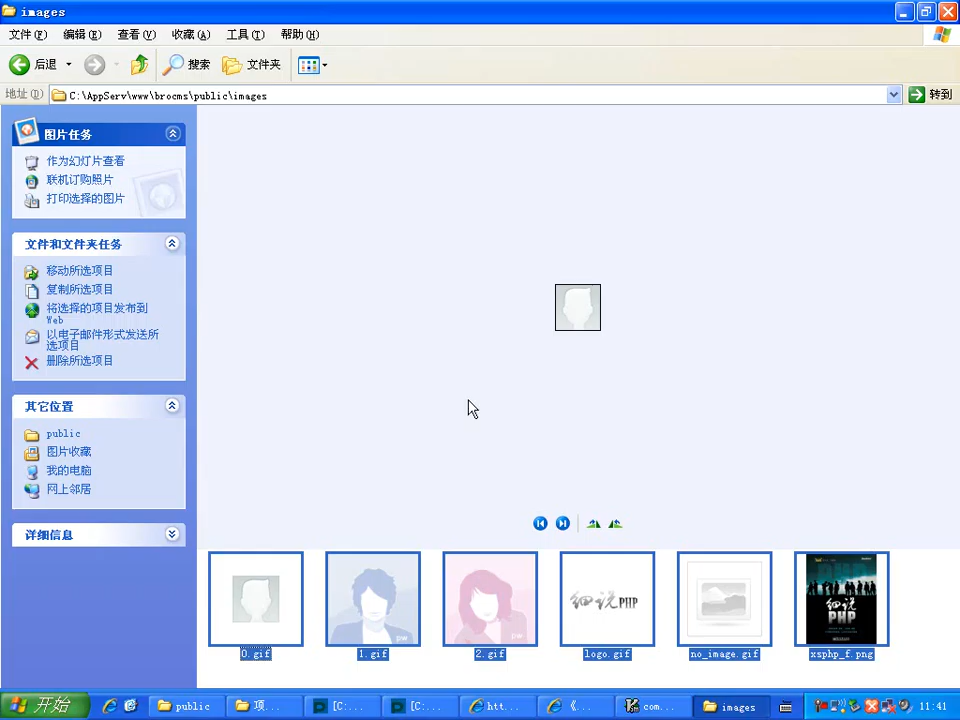 images
文件(F) 编辑(E) 查看(V) 收藏(A) 工具(T) 帮助(H)
后退 搜索 文件夹
地址(D) C:\AppServ\www\brocms\public\images 转到
图片任务
作为幻灯片查看
联机订购照片
打印选择的图片
文件和文件夹任务
移动所选项目
复制所选项目
将选择的项目发布到
Web
以电子邮件形式发送所
选项目
删除所选项目
其它位置
public
图片收藏
我的电脑
网上邻居
详细信息
pw
pw
细说PHP
细说
PHP
0.gif 1.gif 2.gif logo.gif no_image.gif xsphp_f.png
开始 public 项... [C:... [C:... htt... 《... com... images 11:41